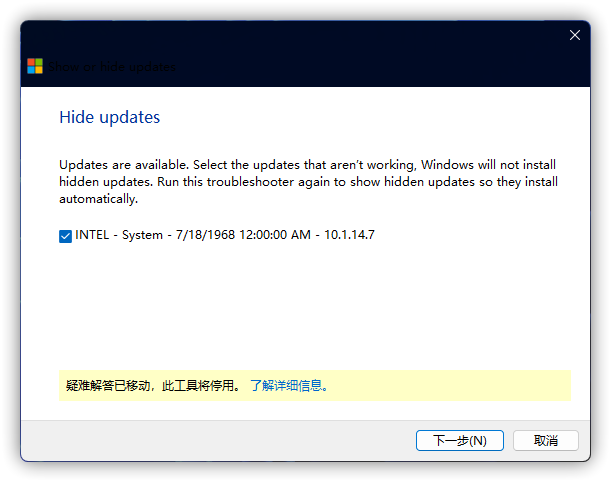 Show or hide updates
Hide updates
Updates are available. Select the updates that aren't working, Windows will not install
hidden updates. Run this troubleshooter again to show hidden updates so they install
automatically.
INTEL - System - 7/18/1968 12:00:00 AM - 10.1.14.7
疑难解答已移动，此工具将停用。 了解详细信息。
下一步(N)
取消